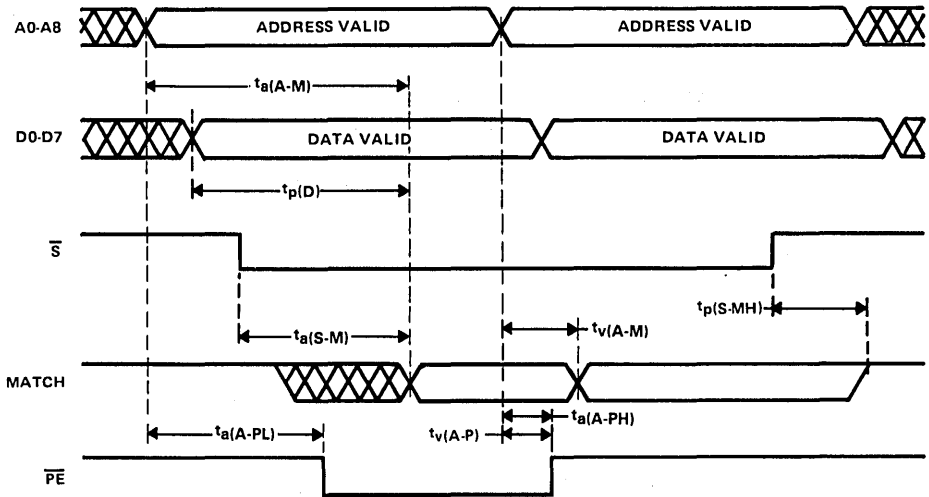 A0-A8 ADDRESS VALID ADDRESS VALID
ta(A-M)
D0-D7 DATA VALID DATA VALID
tp(D)
S
tp(S-MH)
ta(S-M) tv(A-M)
MATCH
ta(A-PH)
ta(A-PL) tv(A-P)
PE